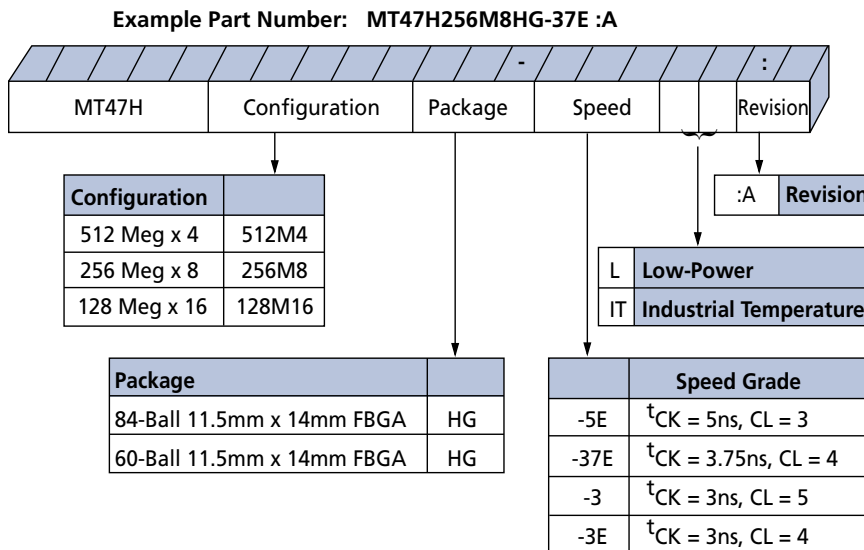 Example Part Number: MT47H256M8HG-37E :A
- :
MT47H Configuration Package Speed Revision
Configuration
512 Meg x 4 512M4
256 Meg x 8 256M8
128 Meg x 16 128M16
:A Revision
L Low-Power
IT Industrial Temperature
Package
84-Ball 11.5mm x 14mm FBGA HG
60-Ball 11.5mm x 14mm FBGA HG
Speed Grade
-5E tCK = 5ns, CL = 3
-37E tCK = 3.75ns, CL = 4
-3 tCK = 3ns, CL = 5
-3E tCK = 3ns, CL = 4